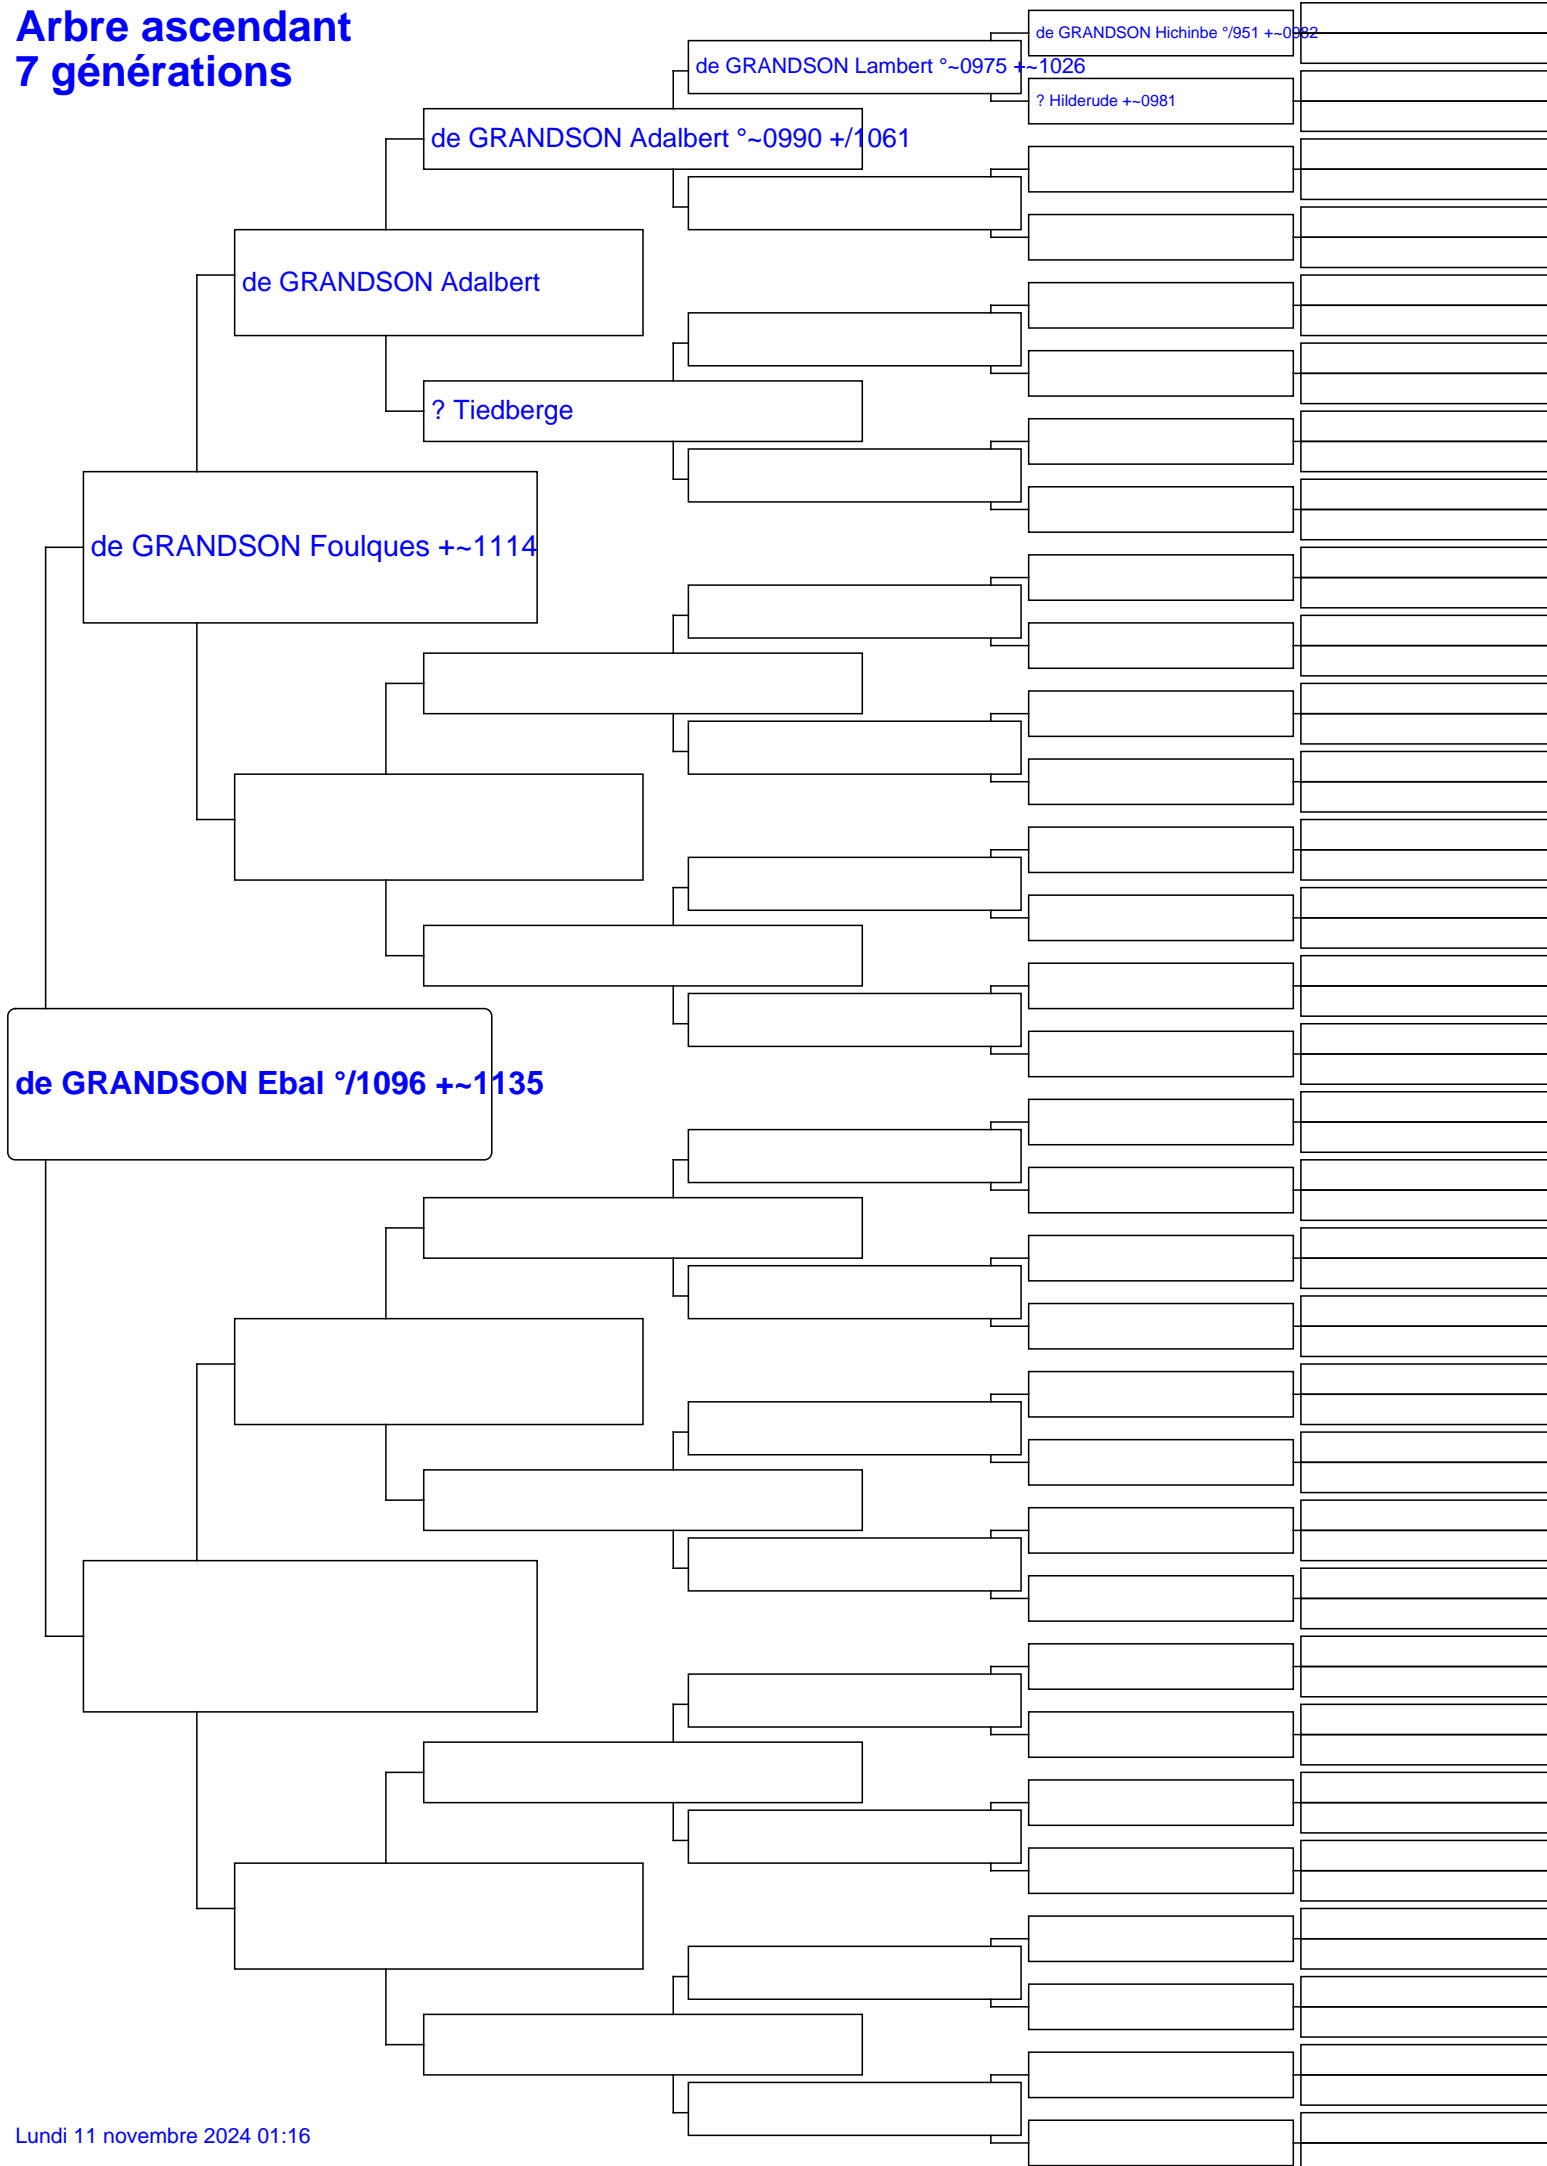 Arbre ascendant
7 générations
de GRANDSON Hichinbe °/951 +~0982
de GRANDSON Lambert °~0975 +~1026
? Hilderude +~0981
de GRANDSON Adalbert °~0990 +/1061
de GRANDSON Adalbert
? Tiedberge
de GRANDSON Foulques +~1114
de GRANDSON Ebal °/1096 +~1135
Lundi 11 novembre 2024 01:16